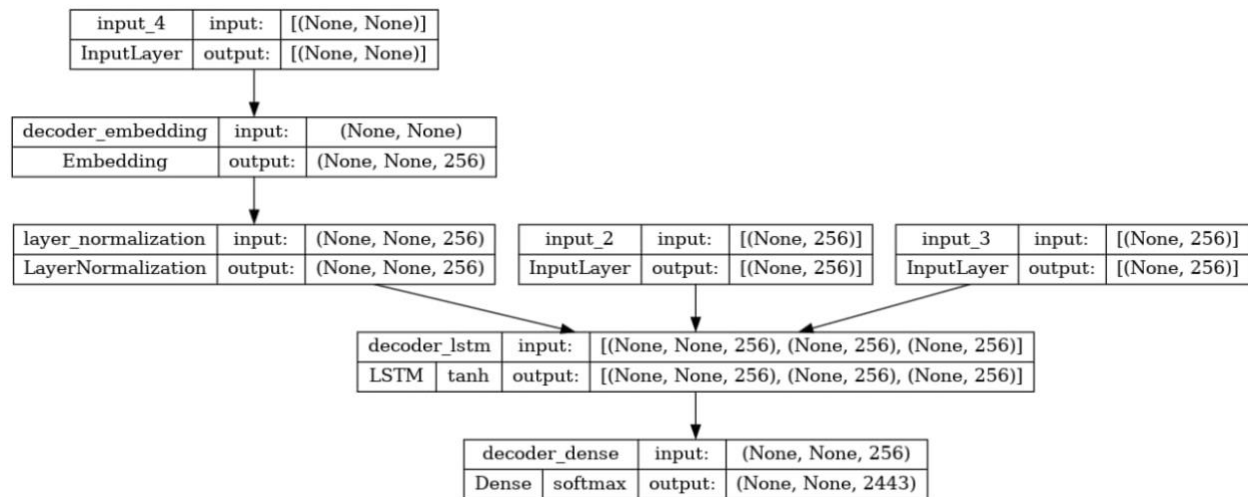 input_4 input: [(None, None)]
InputLayer output: [(None, None)]
decoder_embedding input: (None, None)
Embedding output: (None, None, 256)
layer_normalization input: (None, None, 256)
LayerNormalization output: (None, None, 256)
input_2 input: [(None, 256)]
InputLayer output: [(None, 256)]
input_3 input: [(None, 256)]
InputLayer output: [(None, 256)]
decoder_lstm input: [(None, None, 256), (None, 256), (None, 256)]
LSTM tanh output: [(None, None, 256), (None, 256), (None, 256)]
decoder_dense input: (None, None, 256)
Dense softmax output: (None, None, 2443)